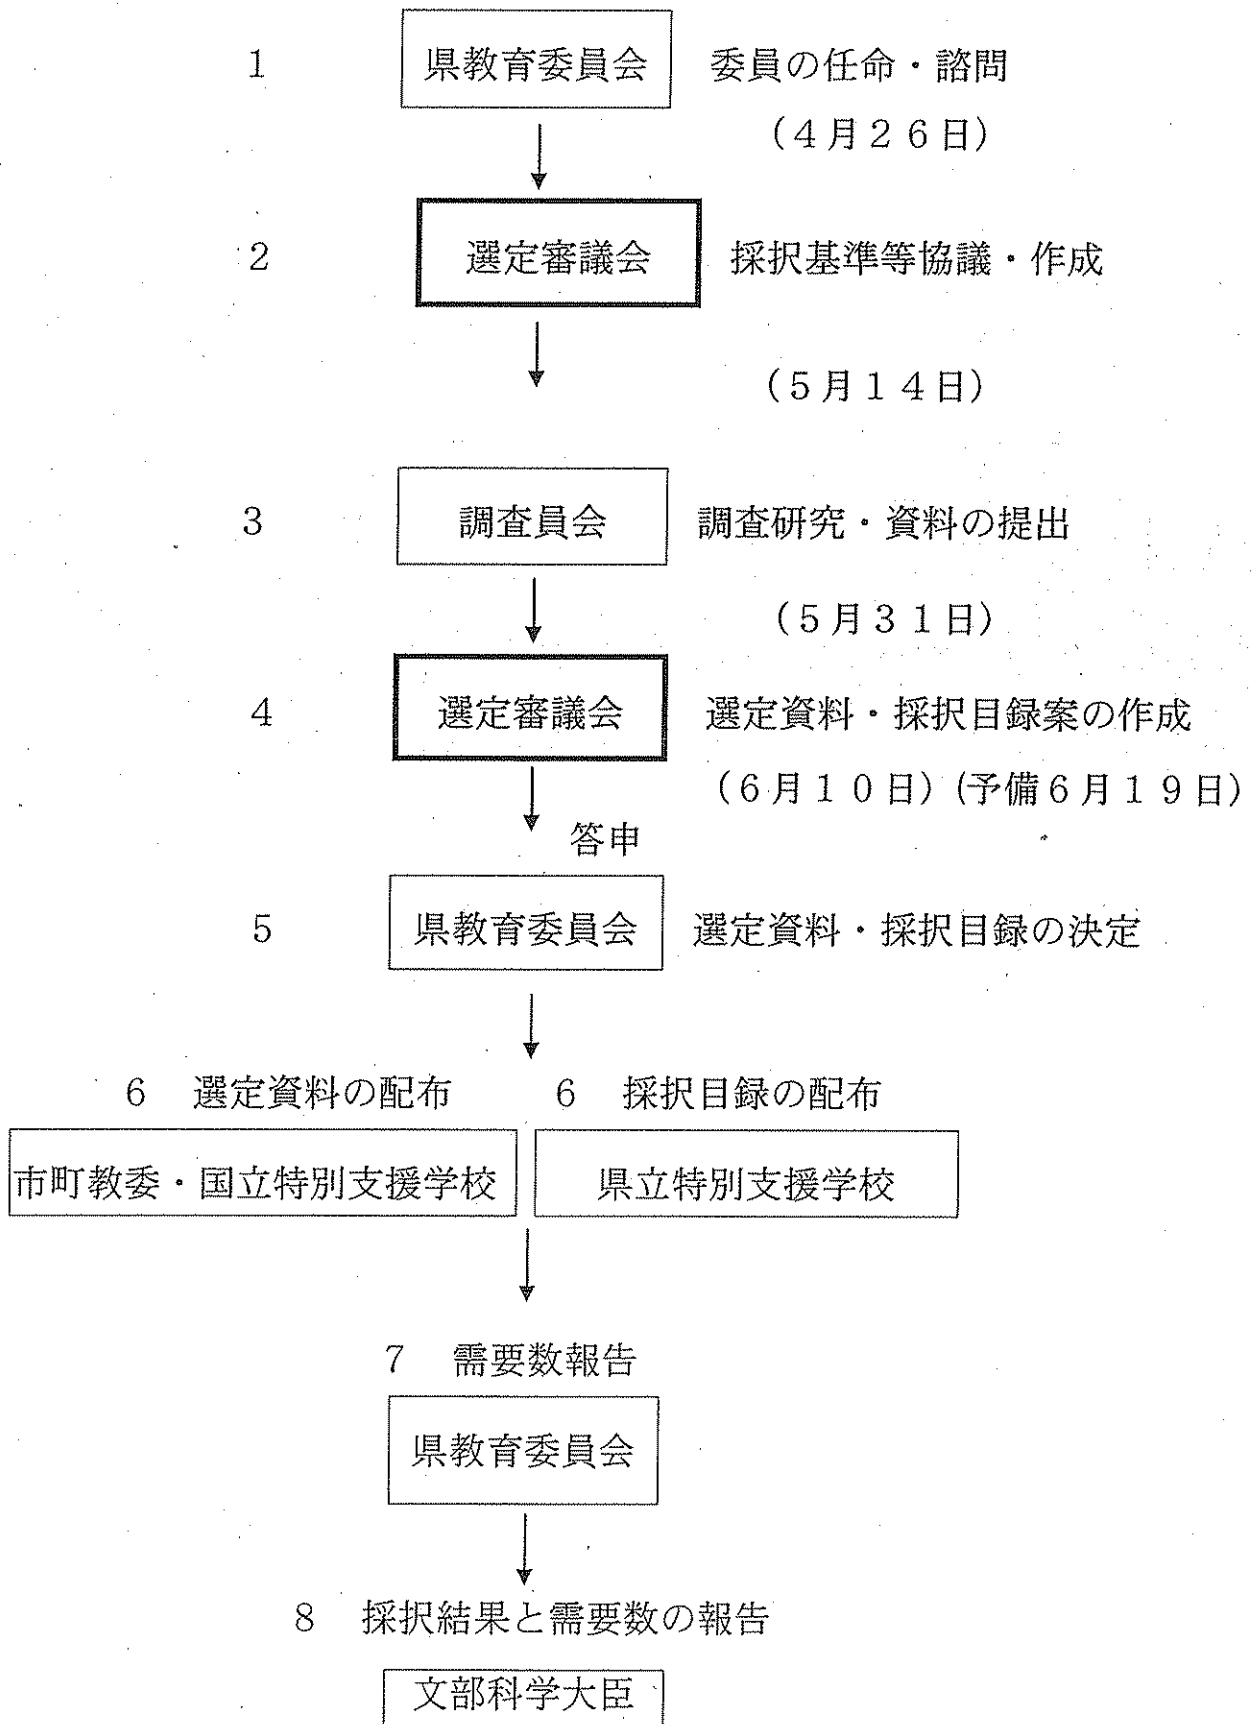 1 県教育委員会 委員の任命・諮問
(4月26日)
2 選定審議会 採択基準等協議・作成
(5月14日)
3 調査員会 調査研究・資料の提出
(5月31日)
4 選定審議会 選定資料・採択目録案の作成
(6月10日)(予備6月19日)
答申
5 県教育委員会 選定資料・採択目録の決定
6 選定資料の配布 6 採択目録の配布
市町教委・国立特別支援学校 県立特別支援学校
7 需要数報告
県教育委員会
8 採択結果と需要数の報告
文部科学大臣